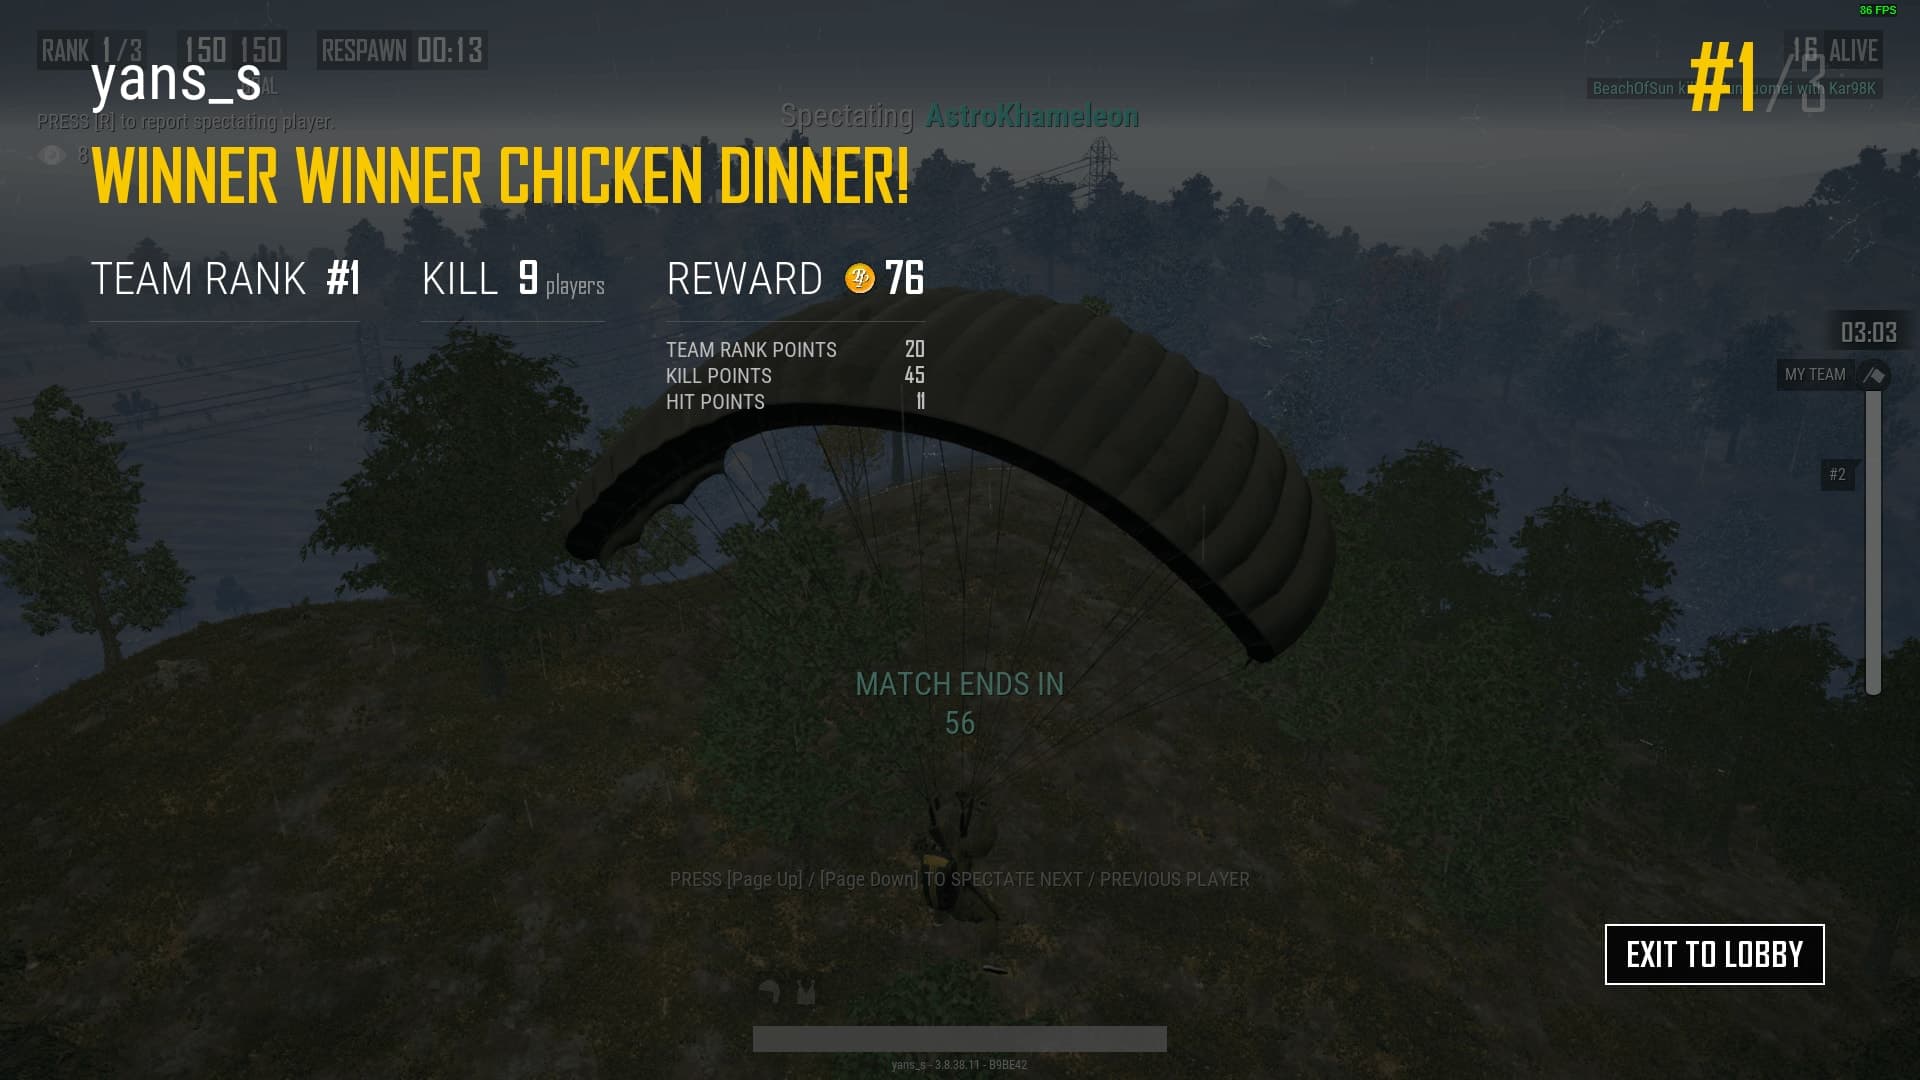 86 FPS
RANK 1/3 150 150 RESPAWN 00:13
16 ALIVE
yans_s
#1/3
BeachOfSun with Kar98K
PRESS [R] to report spectating player.
Spectating AstroKhameleon
8
WINNER WINNER CHICKEN DINNER!
TEAM RANK #1 KILL 9 players REWARD 76
TEAM RANK POINTS 20
KILL POINTS 45
HIT POINTS 11
03:03
MY TEAM
#2
MATCH ENDS IN
56
PRESS [Page Up] / [Page Down] TO SPECTATE NEXT / PREVIOUS PLAYER
EXIT TO LOBBY
yans_s - 3.8.38.11 - B9BE42